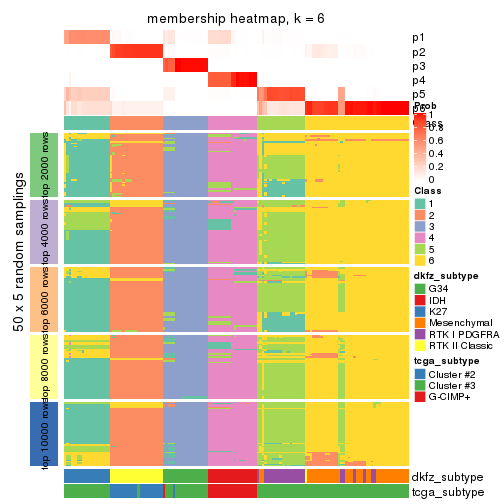 membership heatmap, k = 6
p1
p2
p3
p4
p5
Prob
1
0.8
0.6
0.4
0.2
0
Class
1
2
3
4
5
6
dkfz_subtype
G34
IDH
K27
Mesenchymal
RTK I PDGFRA
RTK II Classic
tcga_subtype
Cluster #2
Cluster #3
G-CIMP+
50 x 5 random samplings
top 2000 rows
top 4000 rows
top 6000 rows
top 8000 rows
top 10000 rows
dkfz_subtype
tcga_subtype